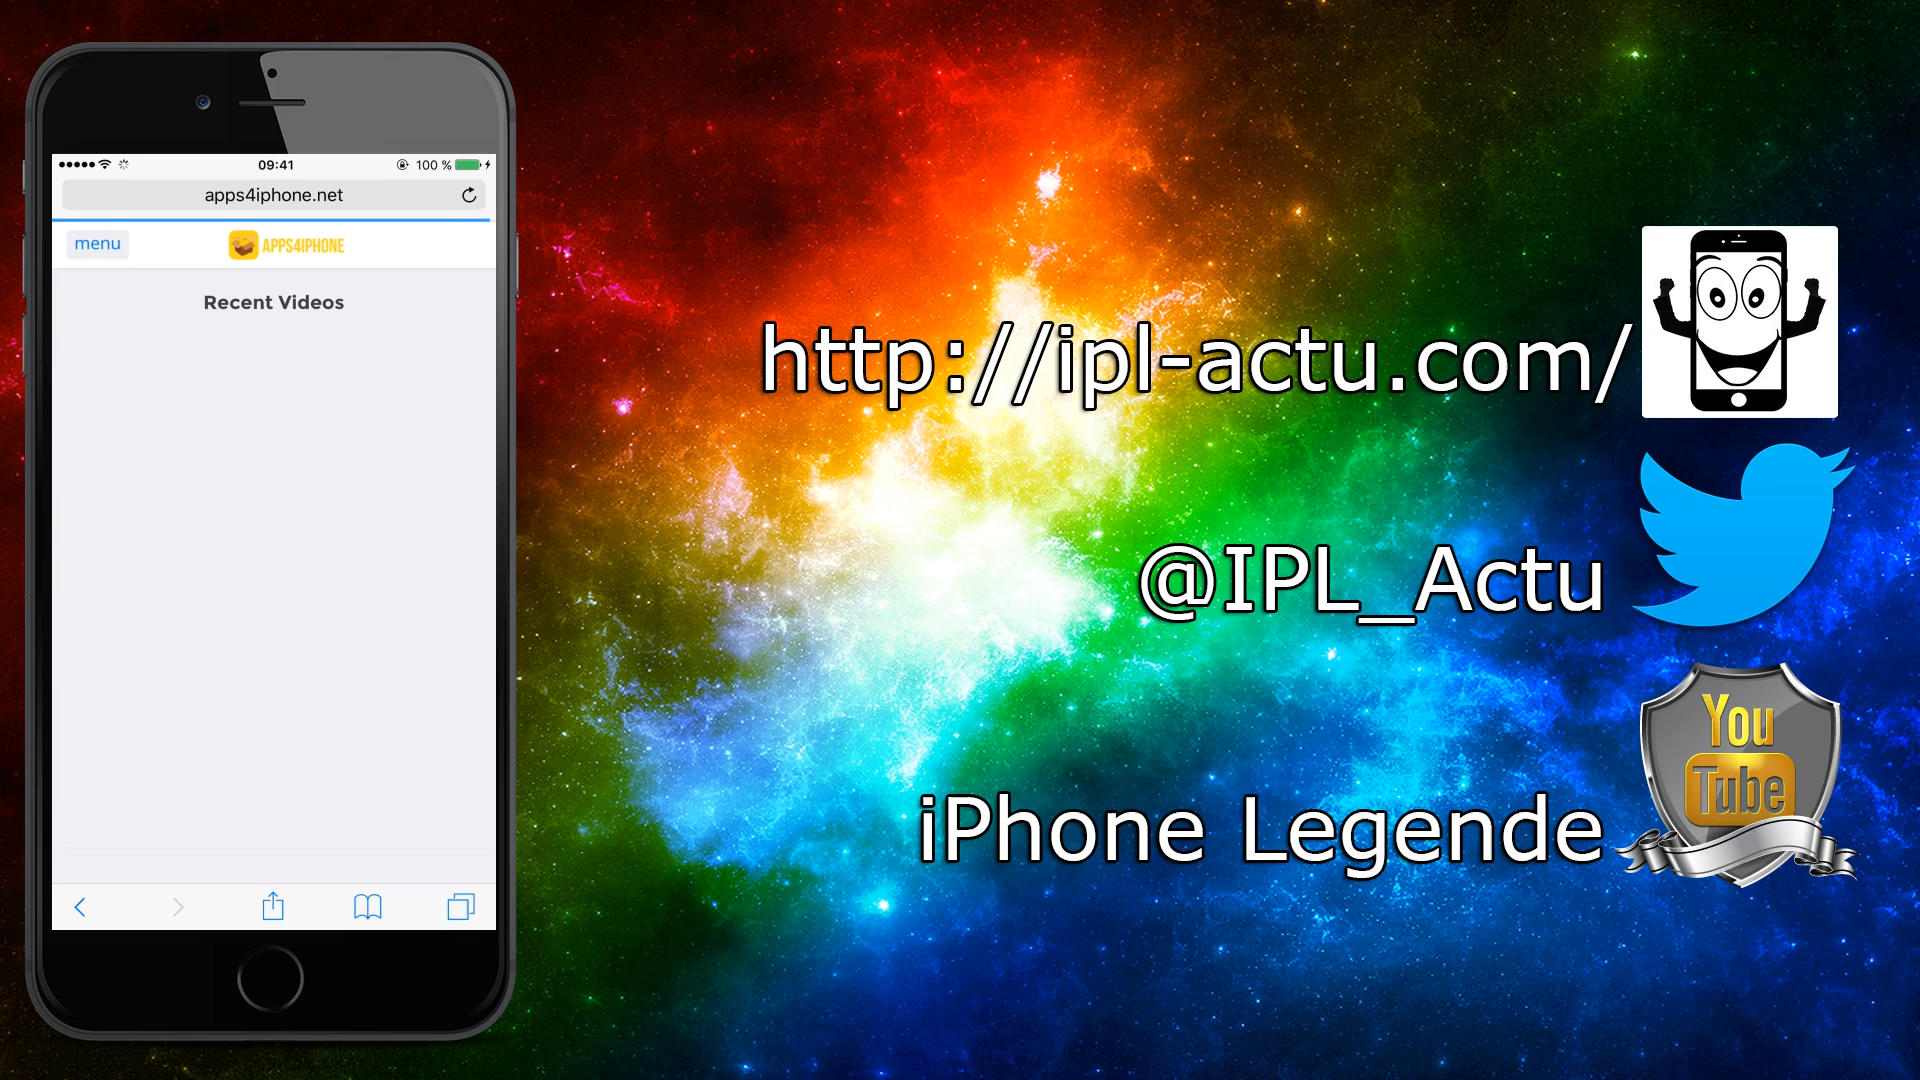 09:41
100 %
apps4iphone.net
menu
APPS4IPHONE
Recent Videos
http://ipl-actu.com/
@IPL_Actu
You
Tube
iPhone Legende